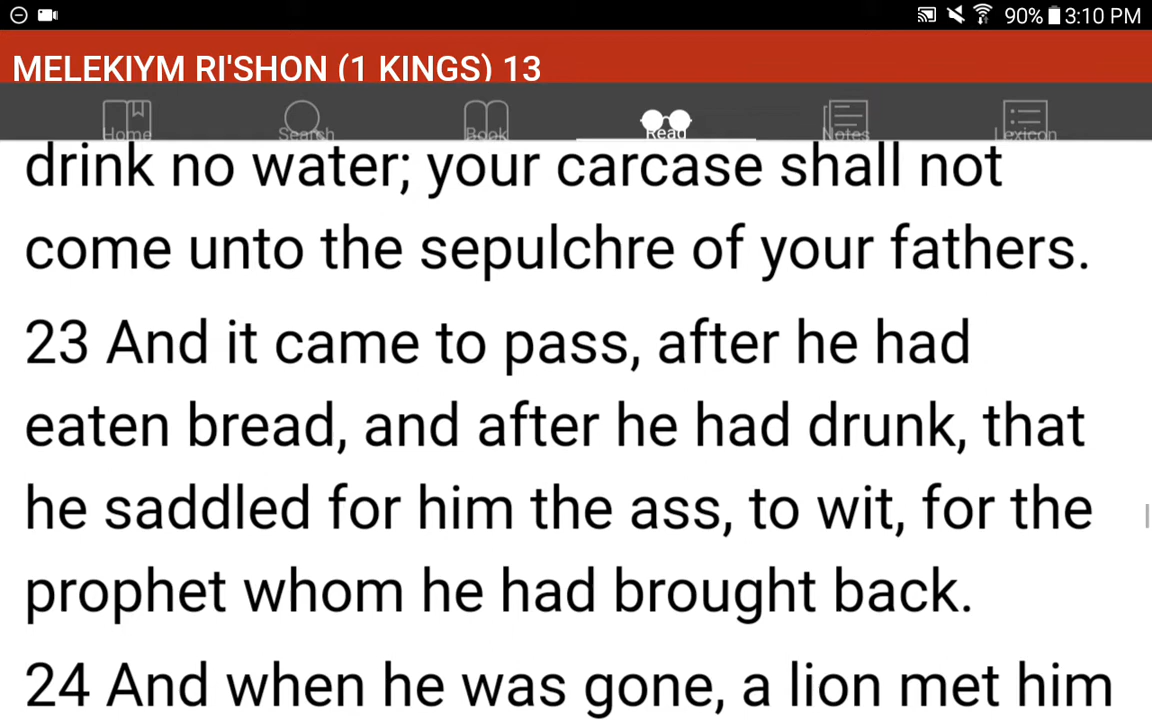 90% 3:10 PM
MELEKIYM RI'SHON (1 KINGS) 13
Home Search Book Read Notes Lexicon
drink no water; your carcase shall not
come unto the sepulchre of your fathers.
23 And it came to pass, after he had
eaten bread, and after he had drunk, that
he saddled for him the ass, to wit, for the
prophet whom he had brought back.
24 And when he was gone, a lion met him